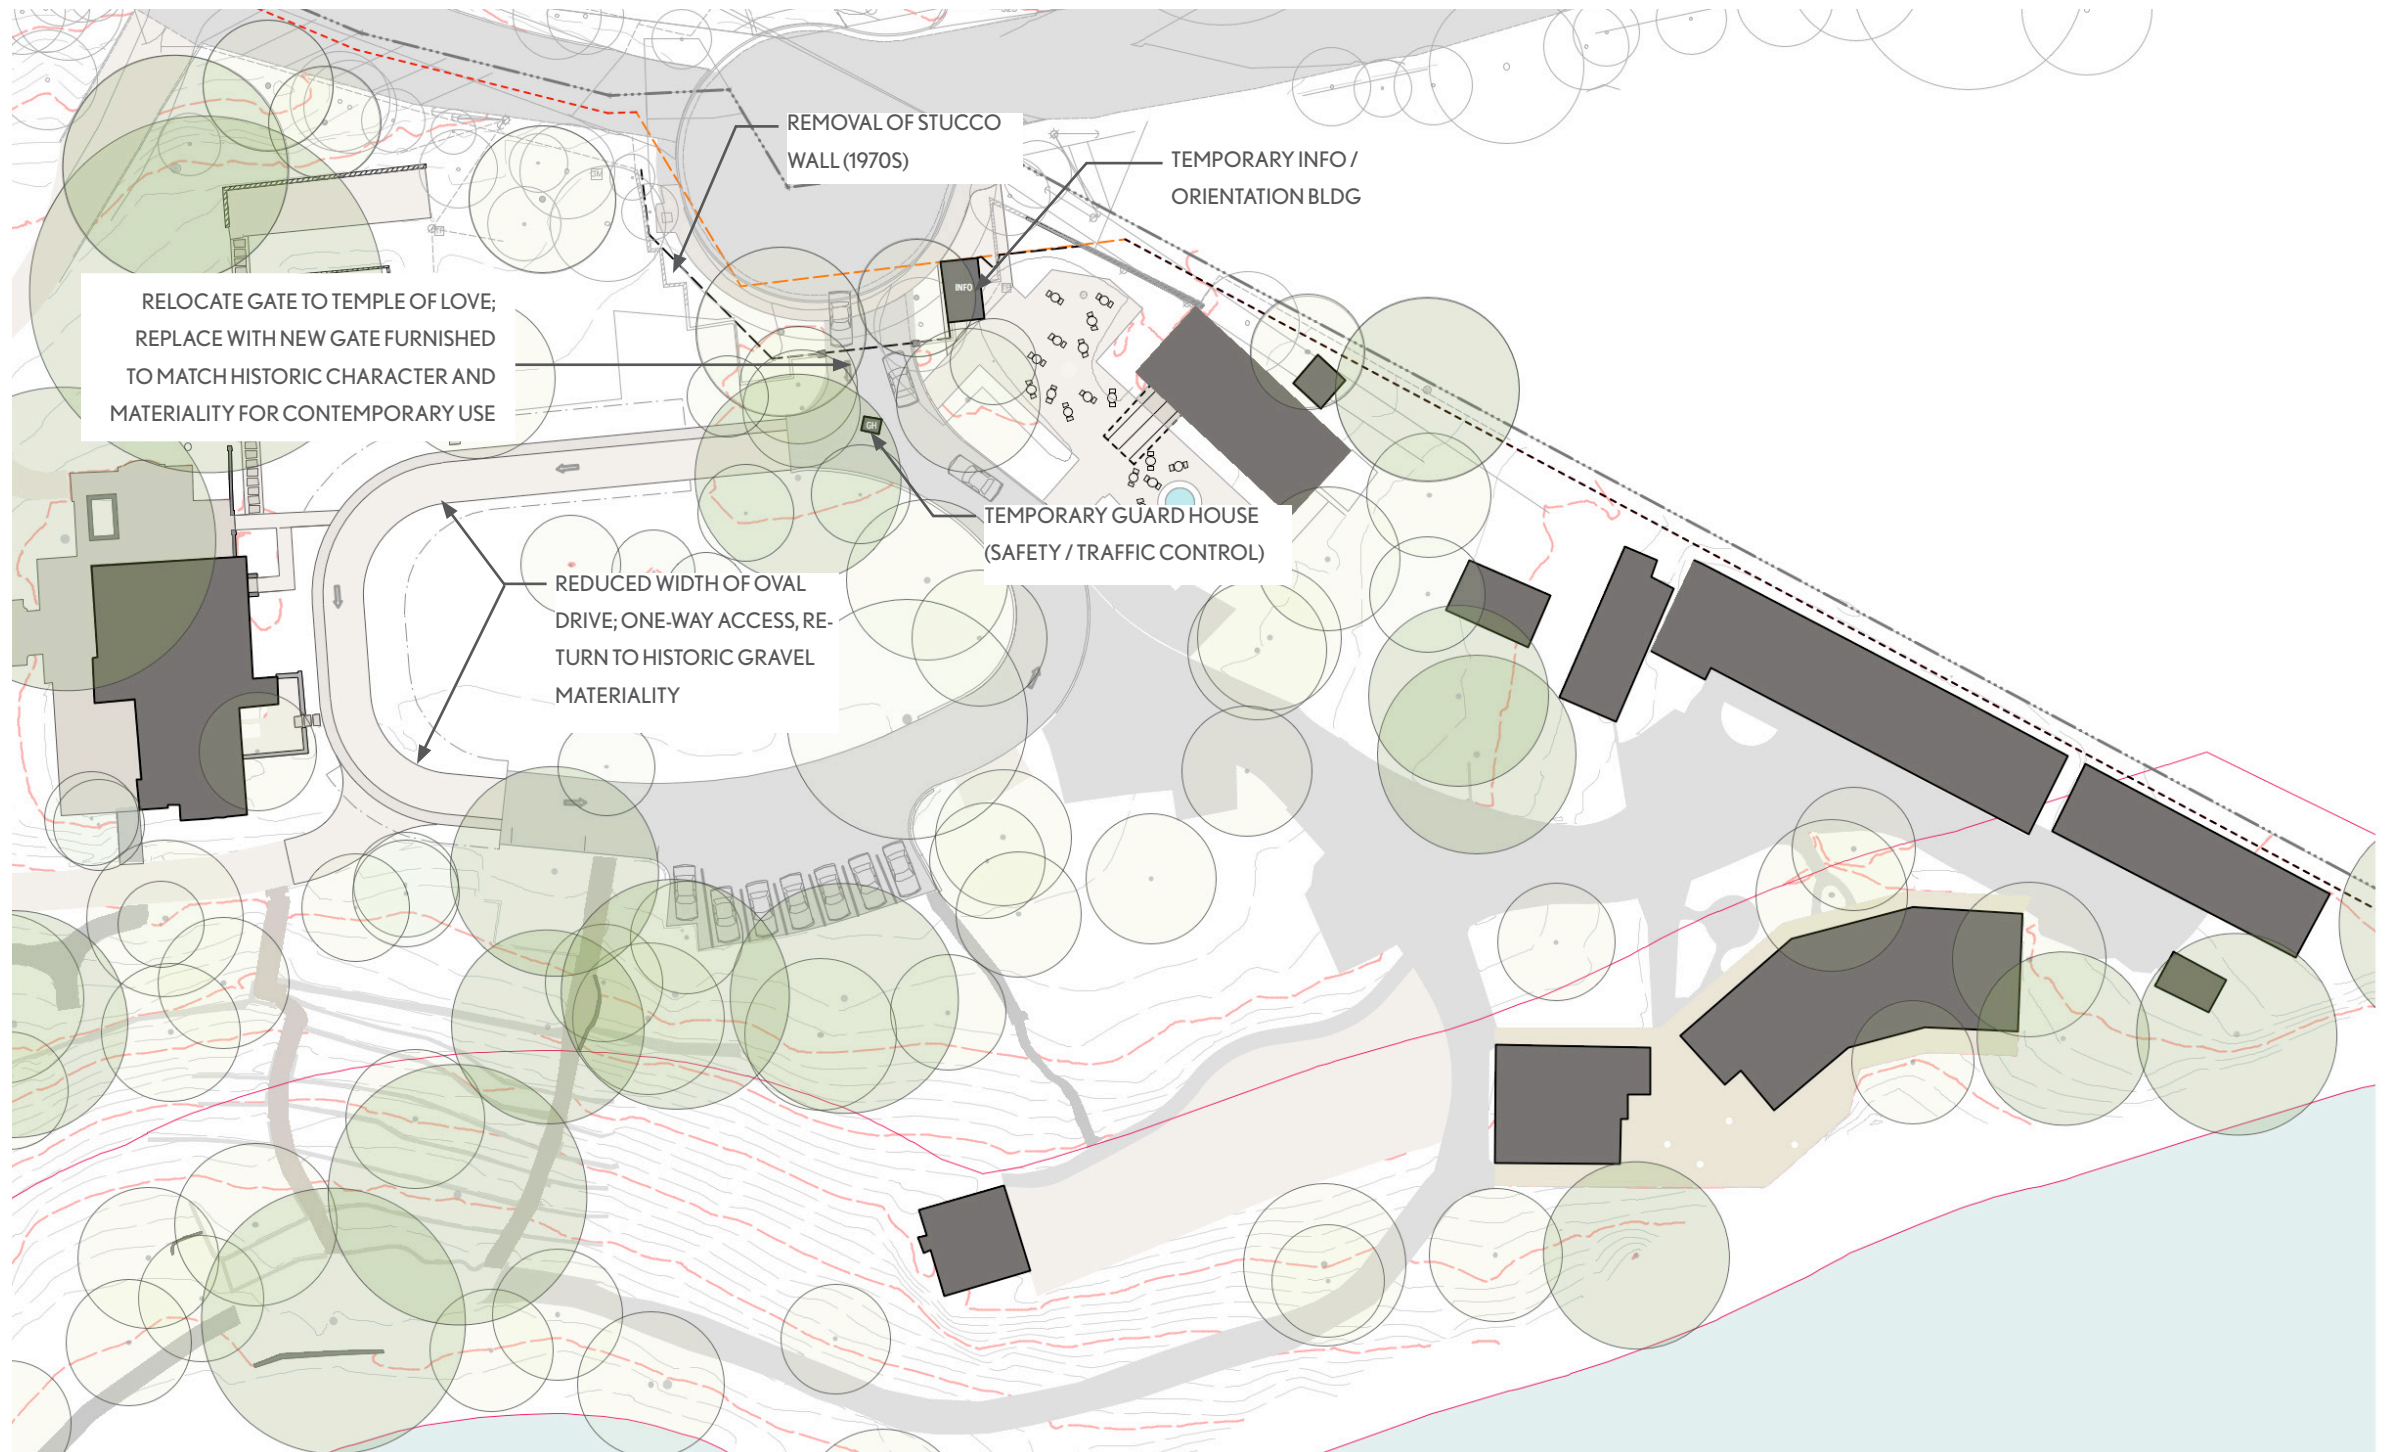 REMOVAL OF STUCCO
WALL (1970S)
TEMPORARY INFO /
ORIENTATION BLDG
INFO
RELOCATE GATE TO TEMPLE OF LOVE;
REPLACE WITH NEW GATE FURNISHED
TO MATCH HISTORIC CHARACTER AND
MATERIALITY FOR CONTEMPORARY USE
GH
TEMPORARY GUARD HOUSE
(SAFETY / TRAFFIC CONTROL)
REDUCED WIDTH OF OVAL
DRIVE; ONE-WAY ACCESS, RE-
TURN TO HISTORIC GRAVEL
MATERIALITY